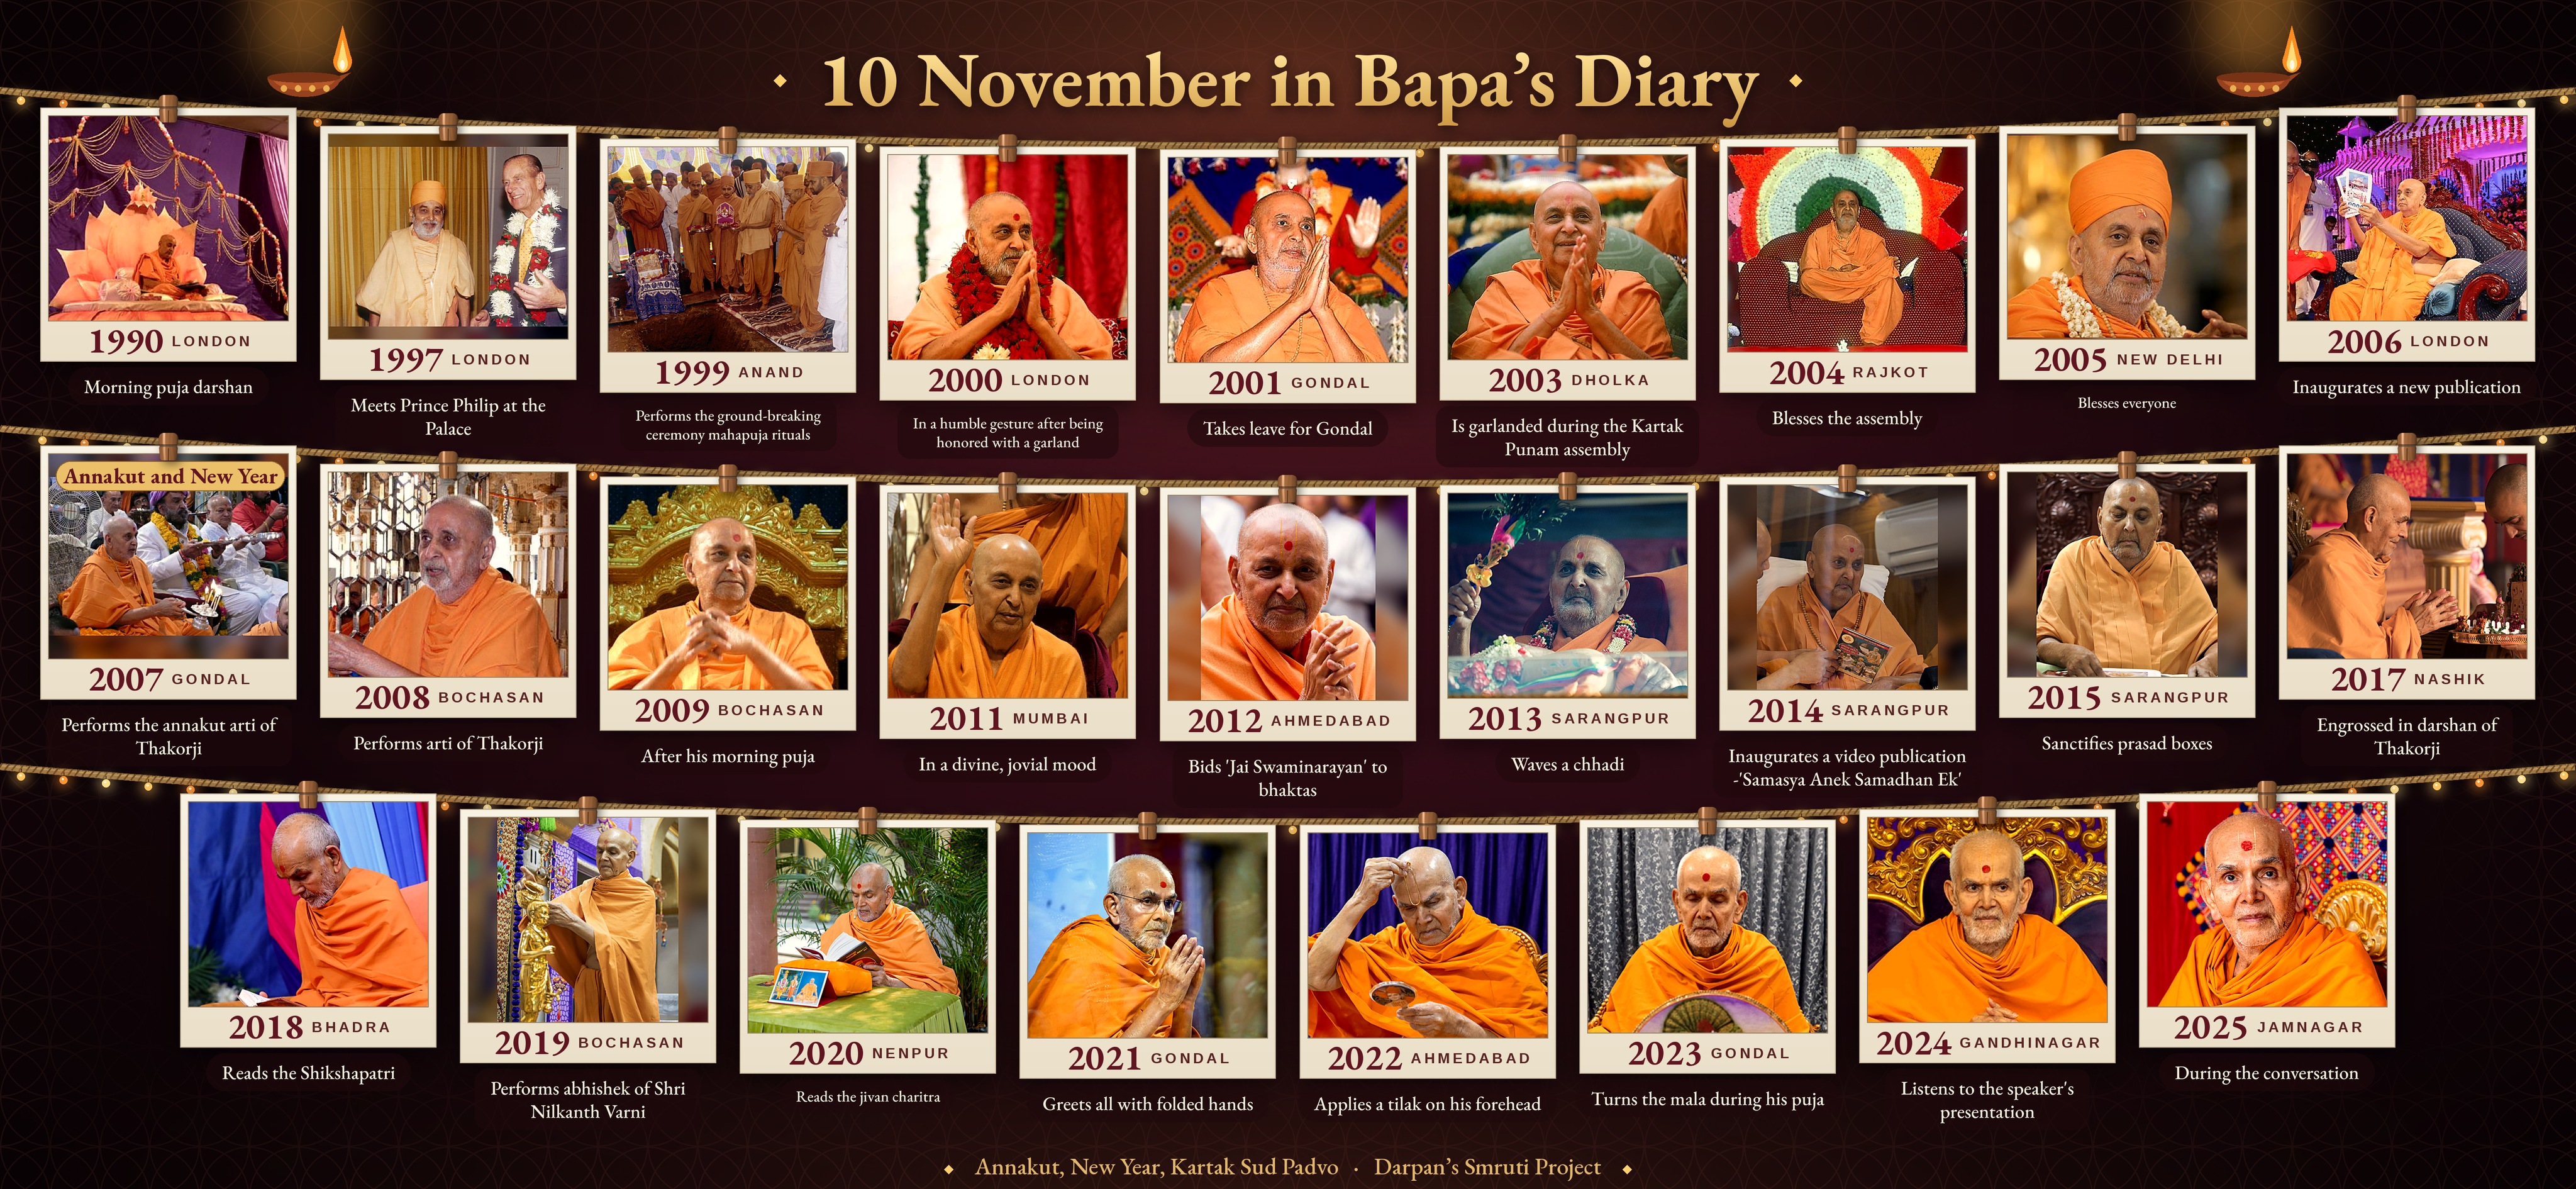 10 November in Bapa's Diary
1990 LONDON
Morning puja darshan
1997 LONDON
Meets Prince Philip at the
Palace
1999 ANAND
Performs the ground-breaking
ceremony mahapuja rituals
2000 LONDON
In a humble gesture after being
honored with a garland
2001 GONDAL
Takes leave for Gondal
2003 DHOLKA
Is garlanded during the Kartak
Punam assembly
2004 RAJKOT
Blesses the assembly
2005 NEW DELHI
Blesses everyone
2006 LONDON
Inaugurates a new publication
Annakut and New Year
2007 GONDAL
Performs the annakut arti of
Thakorji
2008 BOCHASAN
Performs arti of Thakorji
2009 BOCHASAN
After his morning puja
2011 MUMBAI
In a divine, jovial mood
2012 AHMEDABAD
Bids 'Jai Swaminarayan' to
bhaktas
2013 SARANGPUR
Waves a chhadi
2014 SARANGPUR
Inaugurates a video publication
-'Samasya Anek Samadhan Ek'
2015 SARANGPUR
Sanctifies prasad boxes
2017 NASHIK
Engrossed in darshan of
Thakorji
2018 BHADRA
Reads the Shikshapatri
2019 BOCHASAN
Performs abhishek of Shri
Nilkanth Varni
2020 NENPUR
Reads the jivan charitra
2021 GONDAL
Greets all with folded hands
2022 AHMEDABAD
Applies a tilak on his forehead
2023 GONDAL
Turns the mala during his puja
2024 GANDHINAGAR
Listens to the speaker's
presentation
2025 JAMNAGAR
During the conversation
Annakut, New Year, Kartak Sud Padvo · Darpan's Smruti Project